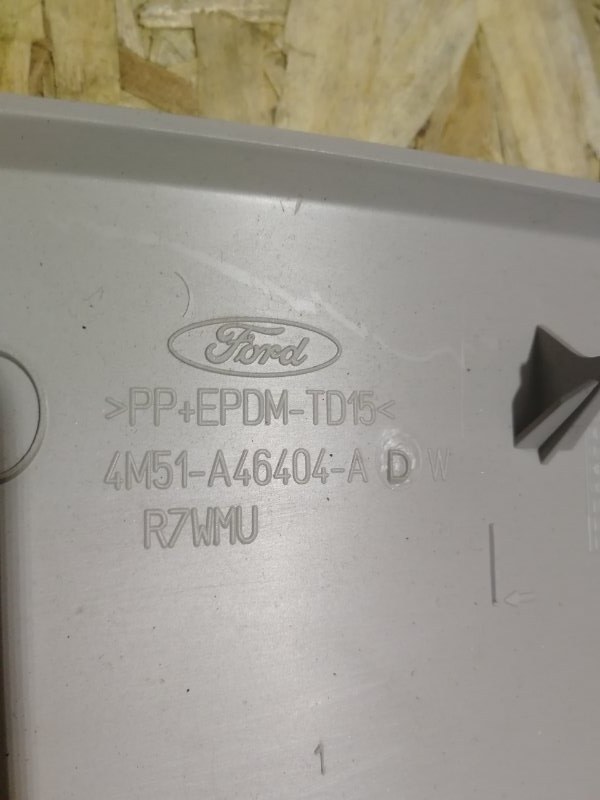 Ford
>PP+EPDM-TD15<
4M51-A46404-A D W
R7WMU
1